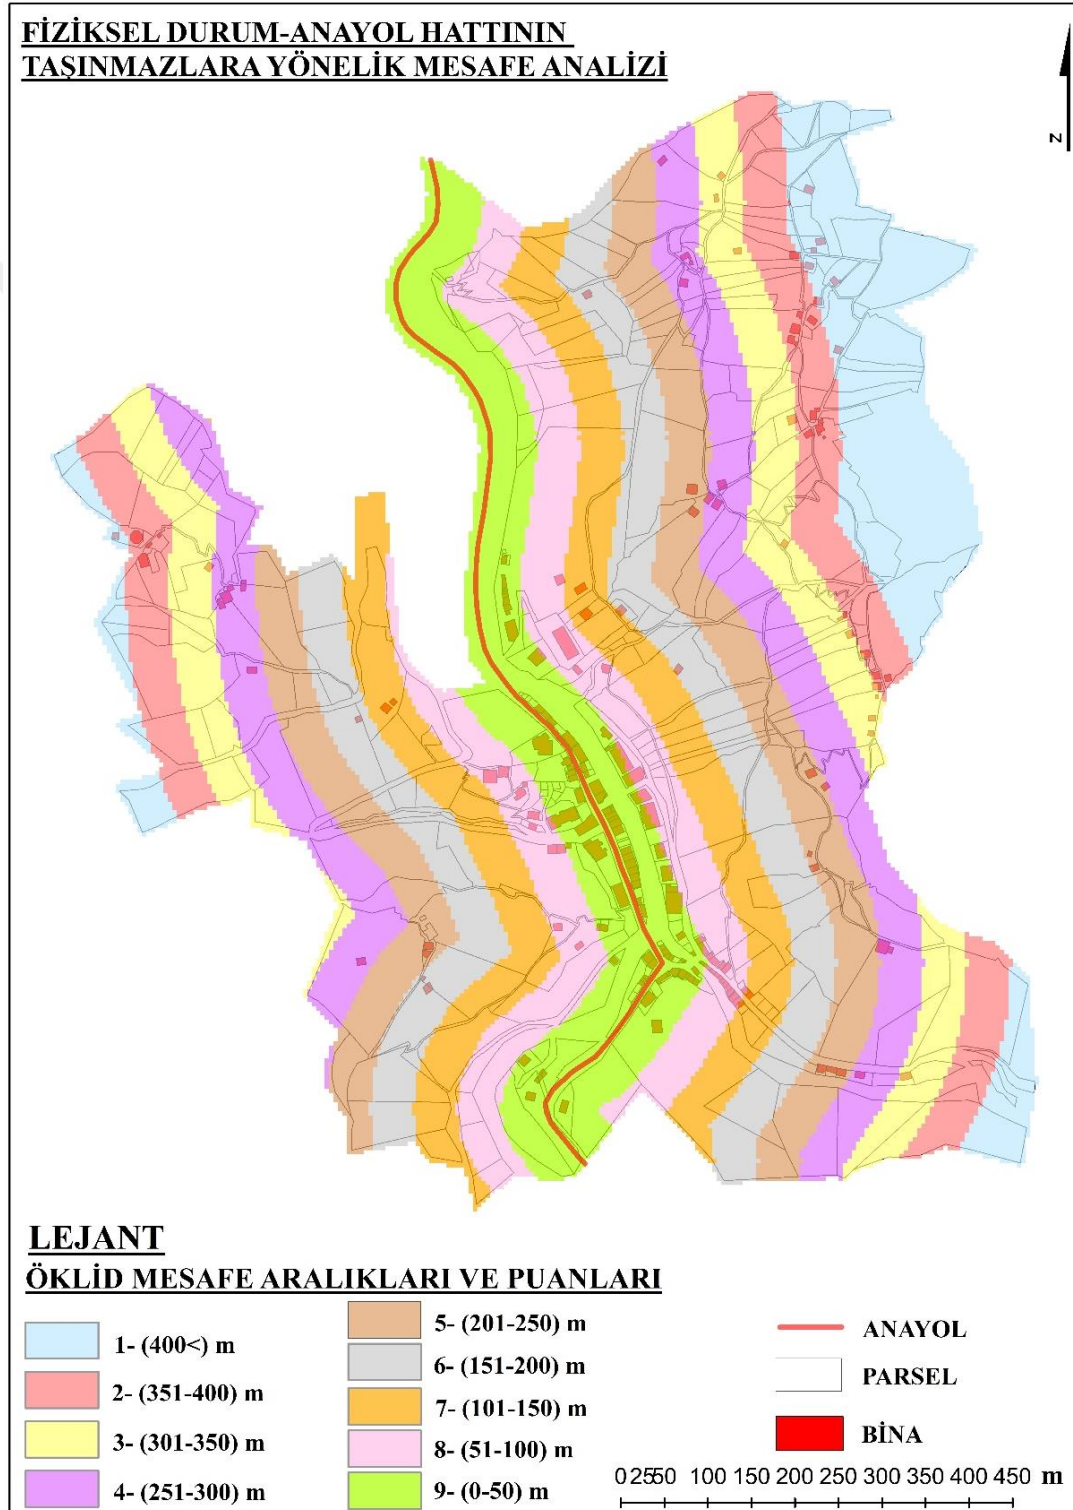 FİZİKSEL DURUM-ANAYOL HATTININ
TAŞINMAZLARA YÖNELİK MESAFE ANALİZİ
N
LEJANT
ÖKLİD MESAFE ARALIKLARI VE PUANLARI
1- (400<) m
2- (351-400) m
3- (301-350) m
4- (251-300) m
5- (201-250) m
6- (151-200) m
7- (101-150) m
8- (51-100) m
9- (0-50) m
ANAYOL
PARSEL
BİNA
0 25 50 100 150 200 250 300 350 400 450 m